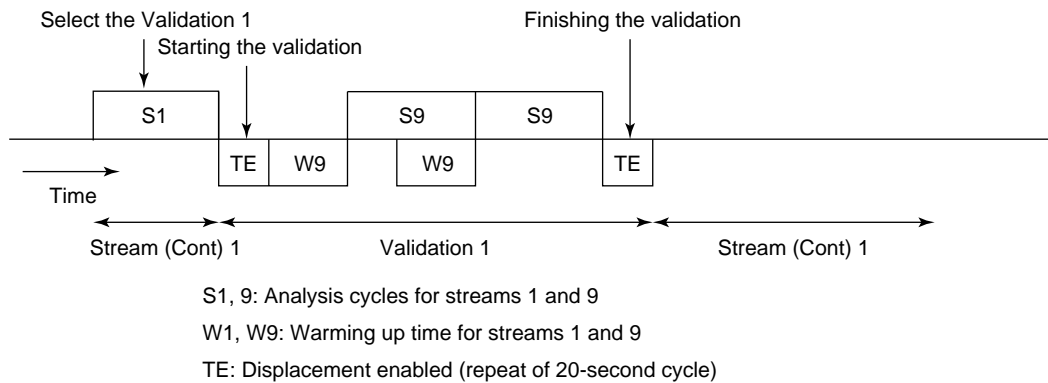 Select the Validation 1
Finishing the validation
Starting the validation
S1
S9
S9
TE
W9
W9
TE
Time
Stream (Cont) 1
Validation 1
Stream (Cont) 1
S1, 9: Analysis cycles for streams 1 and 9
W1, W9: Warming up time for streams 1 and 9
TE: Displacement enabled (repeat of 20-second cycle)